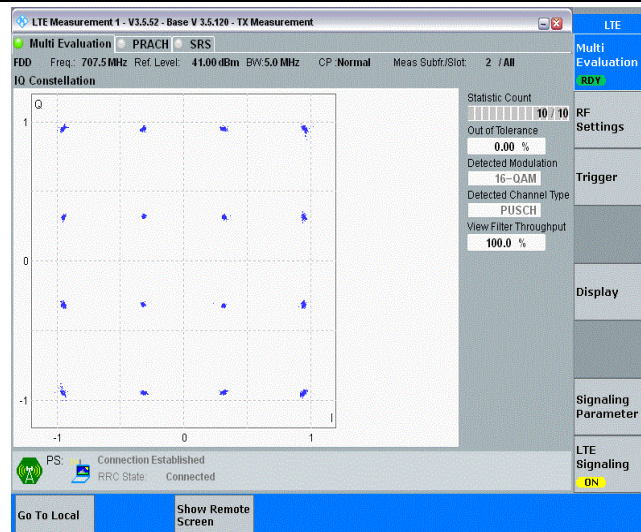 LTE Measurement 1 - V3.5.52 - Base V 3.5.120 - TX Measurement
LTE
Multi Evaluation PRACH SRS
FDD Freq.: 707.5 MHz Ref. Level: 41.00 dBm BW:5.0 MHz CP :Normal Meas Subfr./Slot: 2 / All
IQ Constellation
Q
1
0
-1
-1 0 1
I
Statistic Count
10 / 10
Out of Tolerance
0.00 %
Detected Modulation
16-QAM
Detected Channel Type
PUSCH
View Filter Throughput
100.0 %
Multi
Evaluation
RDY
RF
Settings
Trigger
Display
Signaling
Parameter
LTE
Signaling
ON
PS: Connection Established
RRC State: Connected
Go To Local
Show Remote
Screen